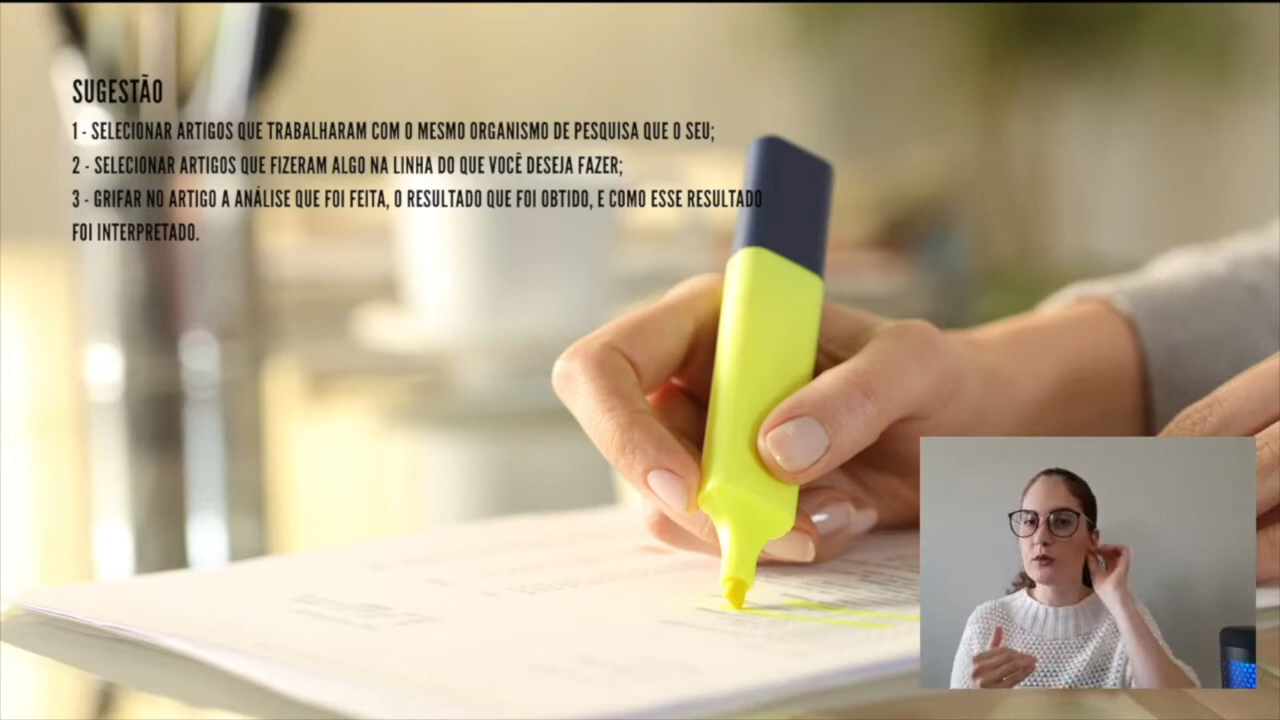 SUGESTÃO
1 - SELECIONAR ARTIGOS QUE TRABALHARAM COM O MESMO ORGANISMO DE PESQUISA QUE O SEU;
2 - SELECIONAR ARTIGOS QUE FIZERAM ALGO NA LINHA DO QUE VOCÊ DESEJA FAZER;
3 - GRIFAR NO ARTIGO A ANÁLISE QUE FOI FEITA, O RESULTADO QUE FOI OBTIDO, E COMO ESSE RESULTADO
FOI INTERPRETADO.